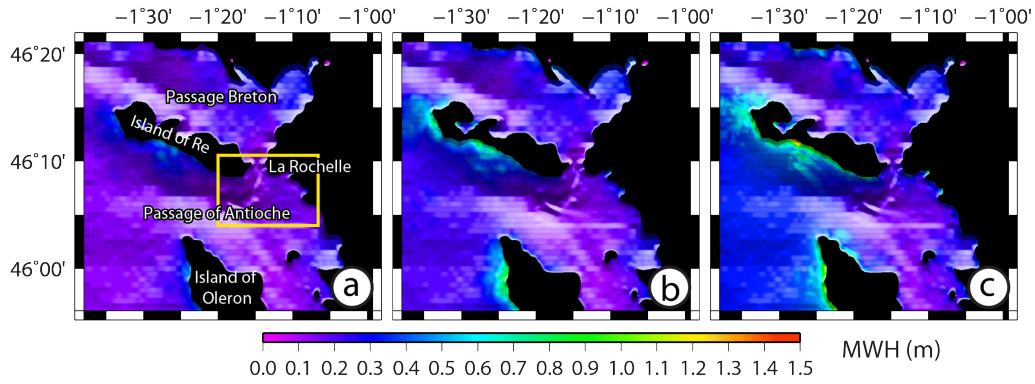 −1˚30' −1˚20' −1˚10' −1˚00' −1˚30' −1˚20' −1˚10' −1˚00' −1˚30' −1˚20' −1˚10' −1˚00'
46˚20'
Passage Breton
Island of Re
46˚10'
La Rochelle
Passage of Antioche
46˚00'
Island of
Oleron
a
b
c
0.0 0.1 0.2 0.3 0.4 0.5 0.6 0.7 0.8 0.9 1.0 1.1 1.2 1.3 1.4 1.5
MWH (m)